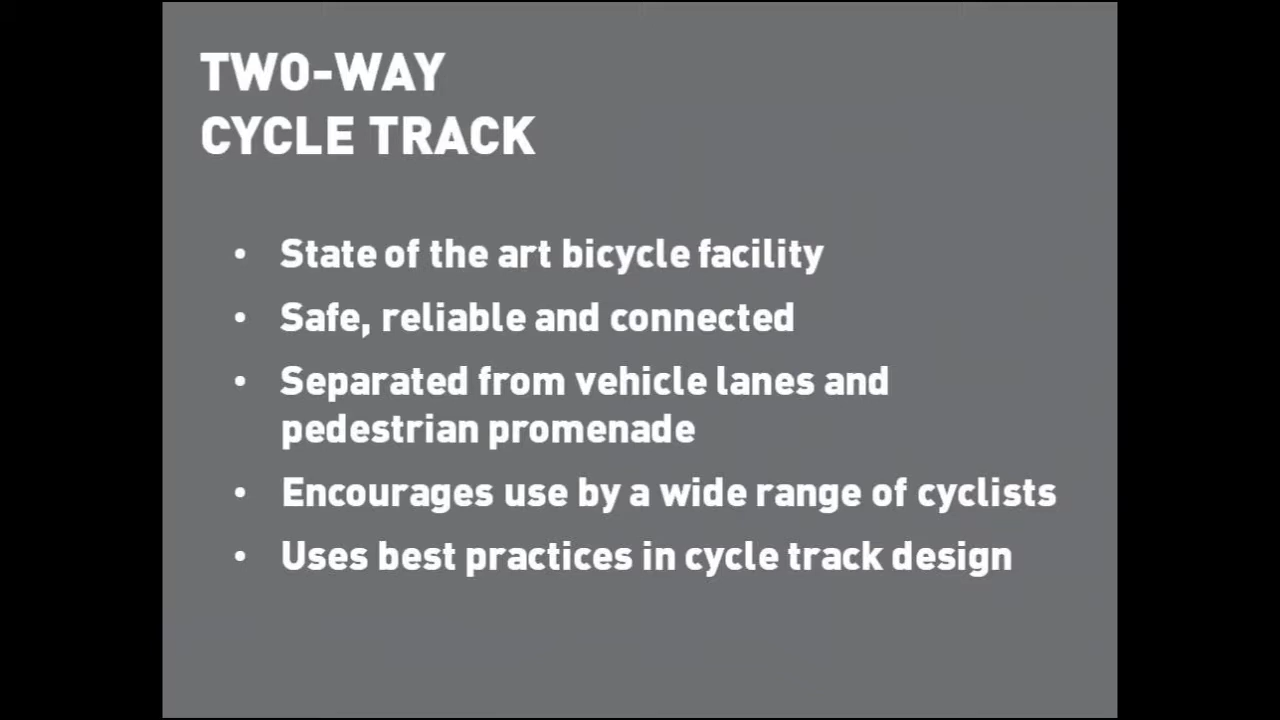 TWO-WAY
CYCLE TRACK
• State of the art bicycle facility
• Safe, reliable and connected
• Separated from vehicle lanes and
pedestrian promenade
• Encourages use by a wide range of cyclists
• Uses best practices in cycle track design